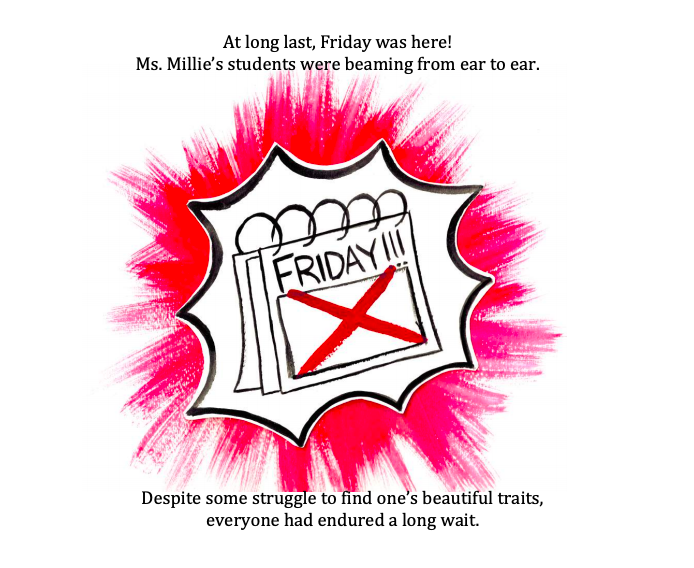 At long last, Friday was here!
Ms. Millie’s students were beaming from ear to ear.
FRIDAY!!!
Despite some struggle to find one’s beautiful traits,
everyone had endured a long wait.